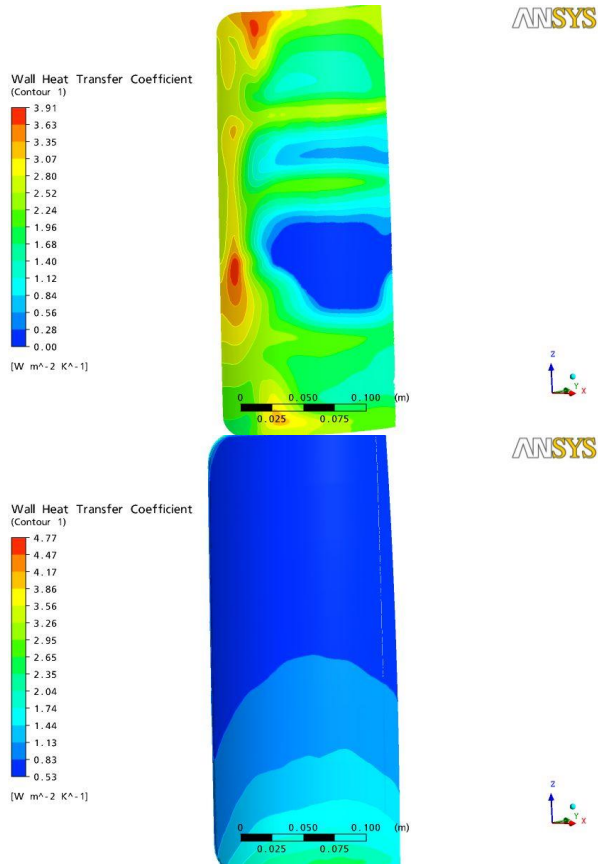 ANSYS
Wall Heat Transfer Coefficient
(Contour 1)
3.91
3.63
3.35
3.07
2.80
2.52
2.24
1.96
1.68
1.40
1.12
0.84
0.56
0.28
0.00
[W m^-2 K^-1]
0 0.050 0.100 (m)
0.025 0.075
Z
Y
X
ANSYS
Wall Heat Transfer Coefficient
(Contour 1)
4.77
4.47
4.17
3.86
3.56
3.26
2.95
2.65
2.35
2.04
1.74
1.44
1.13
0.83
0.53
[W m^-2 K^-1]
0 0.050 0.100 (m)
0.025 0.075
Z
Y
X